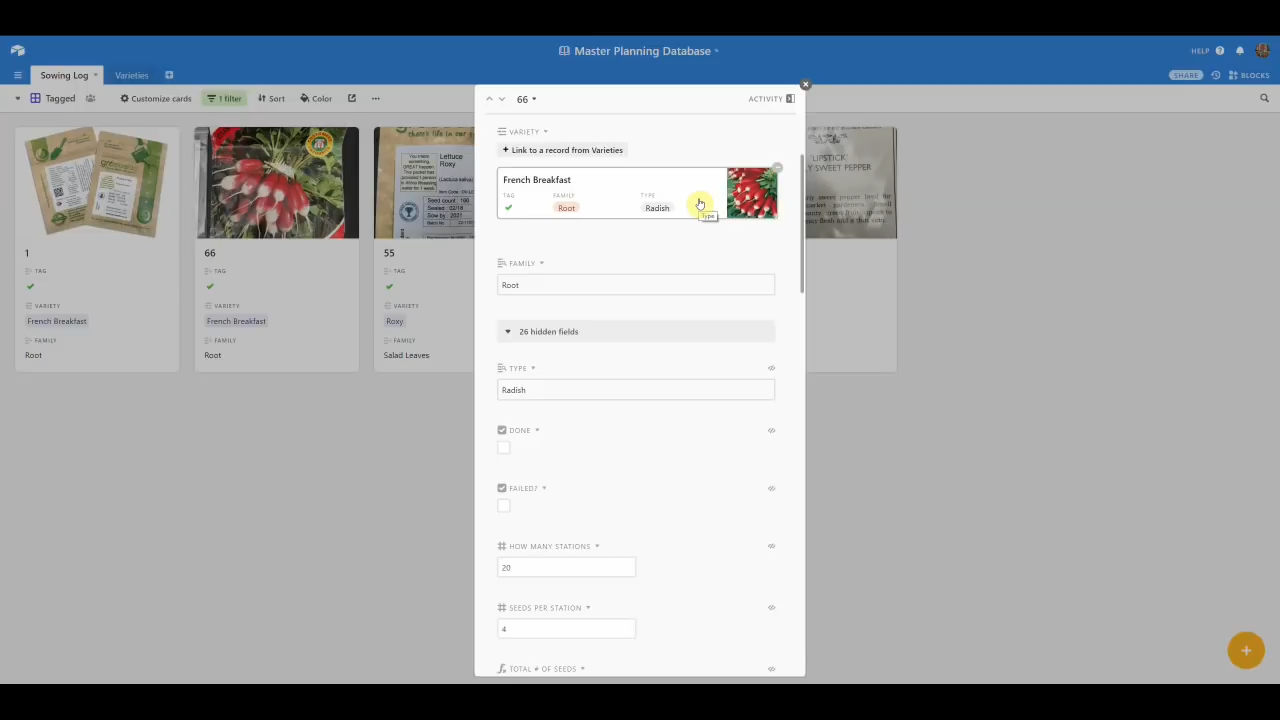 Master Planning Database
HELP
Sowing Log
Varieties
SHARE
BLOCKS
Tagged
Customize cards
1 filter
Sort
Color
66
ACTIVITY
VARIETY
+ Link to a record from Varieties
French Breakfast
TAG
FAMILY
TYPE
Root
Radish
Type
FAMILY
Root
26 hidden fields
TYPE
Radish
DONE
FAILED?
HOW MANY STATIONS
20
SEEDS PER STATION
4
TOTAL # OF SEEDS
1
TAG
VARIETY
French Breakfast
FAMILY
Root
66
TAG
VARIETY
French Breakfast
FAMILY
Root
Lettuce
Roxy
55
TAG
VARIETY
Roxy
FAMILY
Salad Leaves
'LIPSTICK'
Y SWEET PEPPER